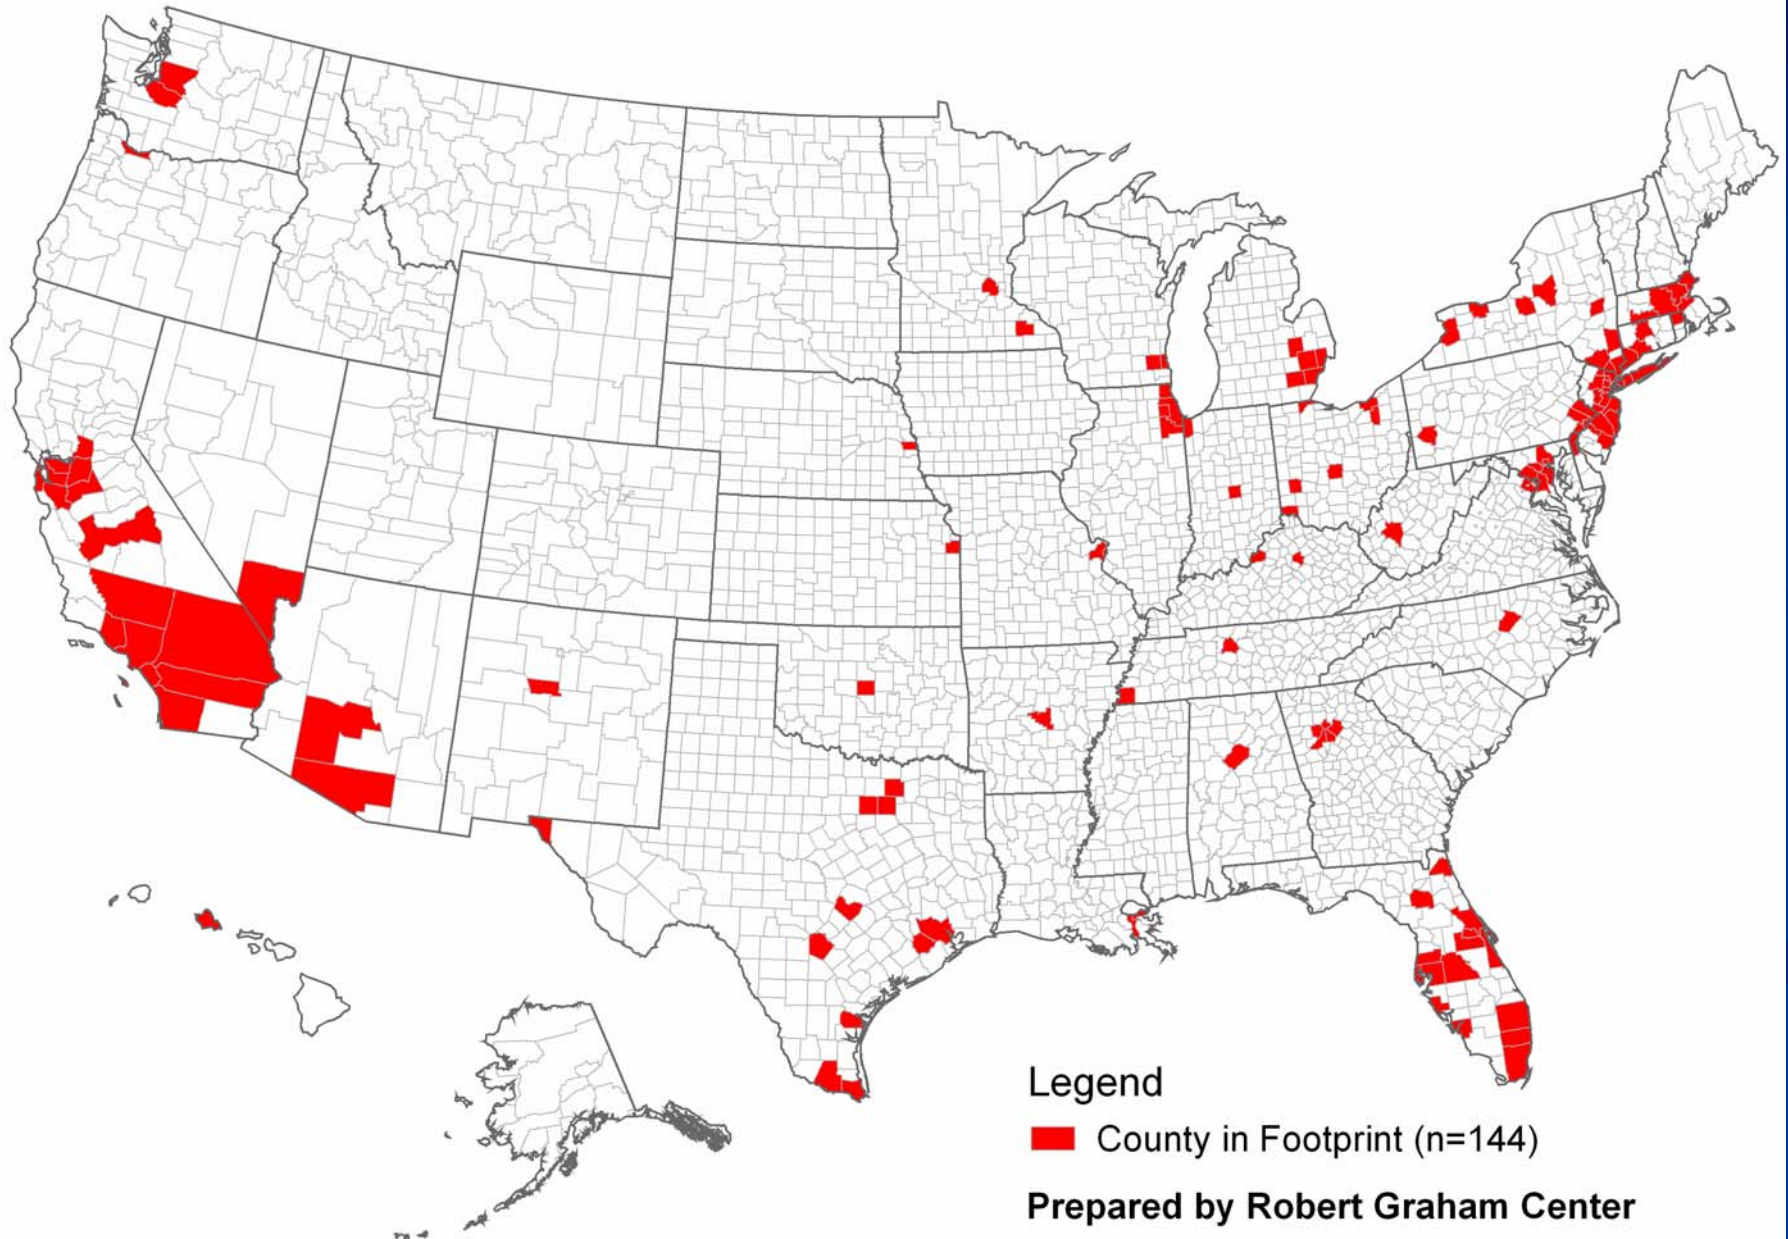 Legend
County in Footprint (n=144)
Prepared by Robert Graham Center